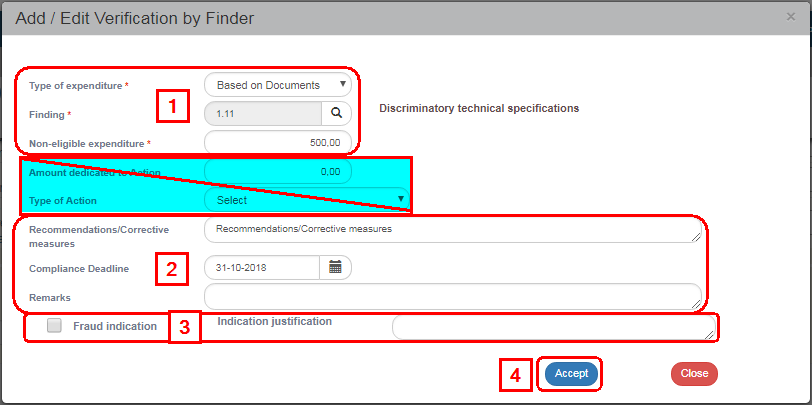 Add / Edit Verification by Finder ×
Type of expenditure * Based on Documents
1
Finding * 1.11 Discriminatory technical specifications
Non-eligible expenditure * 500,00
Amount dedicated to Action 0,00
Type of Action Select
Recommendations/Corrective measures Recommendations/Corrective measures
Compliance Deadline 2 31-10-2018
Remarks
Fraud indication 3 Indication justification
4 Accept Close